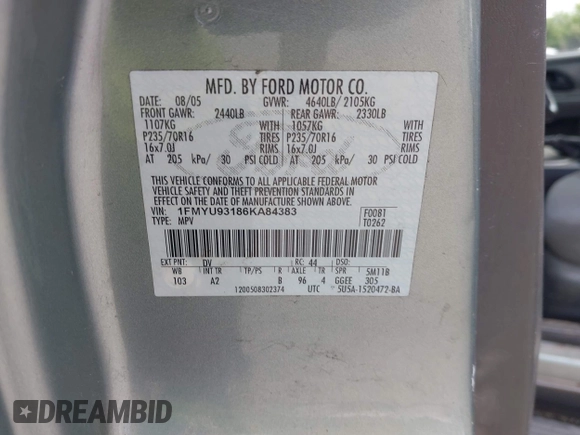 MFD. BY FORD MOTOR CO.
DATE 08/05 GVWR: 4640LB/ 2105KG
FRONT GAWR: 2440LB REAR GAWR: 2330LB
1107KG 1057KG
P235/70R16 TIRES P235/70R16 TIRES
16x7.0J RIMS 16x7.0J RIMS
AT 205 kPa/ 30 PSI COLD AT 205 kPa/ 30 PSI COLD
THIS VEHICLE CONFORMS TO ALL APPLICABLE FEDERAL MOTOR
VEHICLE SAFETY AND THEFT PREVENTION STANDARDS IN EFFECT
ON THE DATE OF MANUFACTURE SHOWN ABOVE.
VIN: 1FMYU93186KA84383 F0081
TYPE: MPV T0262
EXT PNT: DV RC: 44 DSO:
WB INT TR TP/PS R AXLE TR SPR 5M11B
103 A2 B 96 4 GGEE 305
1200508302374 UTC 5U5A-1520472-BA
DREAMBID